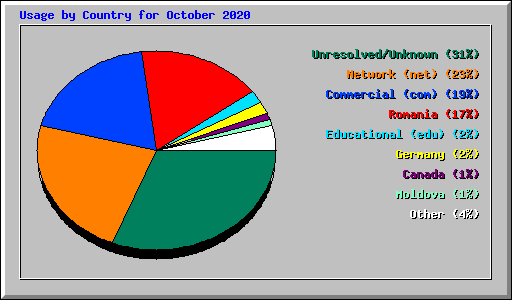 Usage by Country for October 2020
Unresolved/Unknown (31%)
Network (net) (23%)
Commercial (com) (19%)
Romania (17%)
Educational (edu) (2%)
Germany (2%)
Canada (1%)
Moldova (1%)
Other (4%)